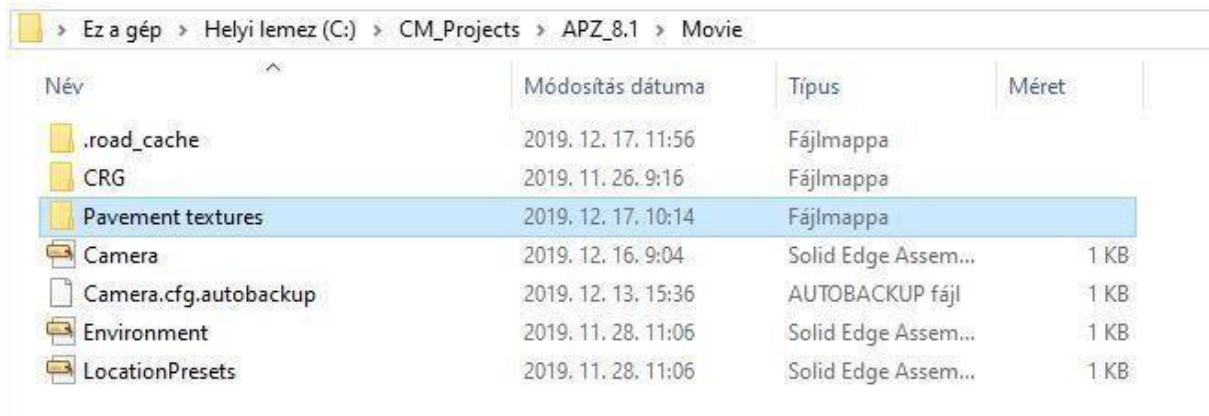 > Ez a gép > Helyi lemez (C:) > CM_Projects > APZ_8.1 > Movie
Név Módosítás dátuma Típus Méret
.road_cache 2019. 12. 17. 11:56 Fájlmappa
CRG 2019. 11. 26. 9:16 Fájlmappa
Pavement textures 2019. 12. 17. 10:14 Fájlmappa
Camera 2019. 12. 16. 9:04 Solid Edge Assem... 1 KB
Camera.cfg.autobackup 2019. 12. 13. 15:36 AUTOBACKUP fájl 1 KB
Environment 2019. 11. 28. 11:06 Solid Edge Assem... 1 KB
LocationPresets 2019. 11. 28. 11:06 Solid Edge Assem... 1 KB